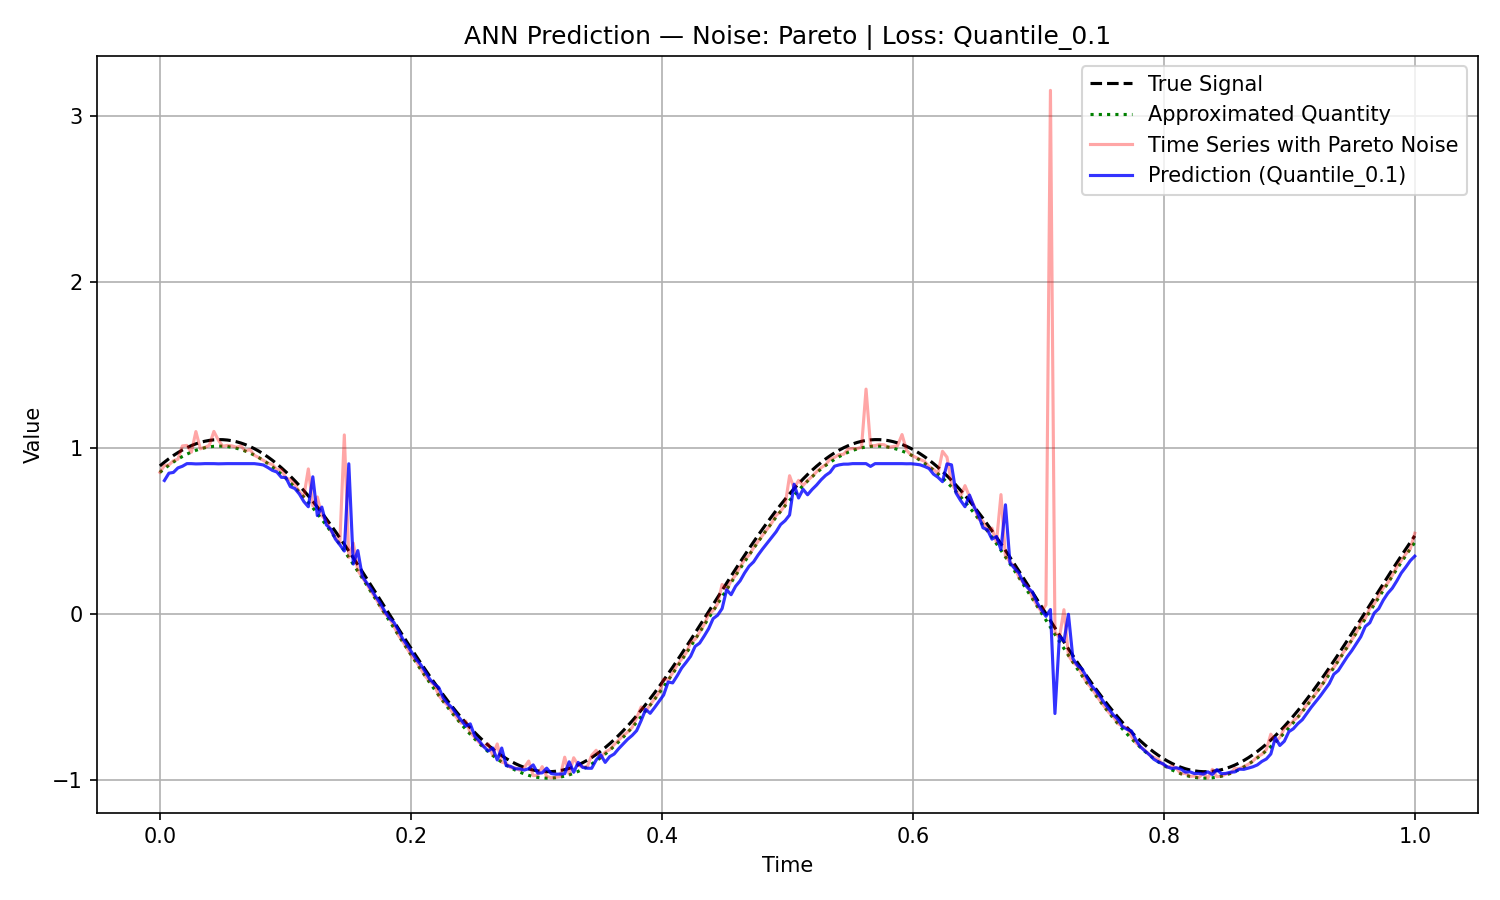 ANN Prediction — Noise: Pareto | Loss: Quantile_0.1
True Signal
Approximated Quantity
Time Series with Pareto Noise
Prediction (Quantile_0.1)
Value
3
2
1
0
−1
0.0 0.2 0.4 0.6 0.8 1.0
Time